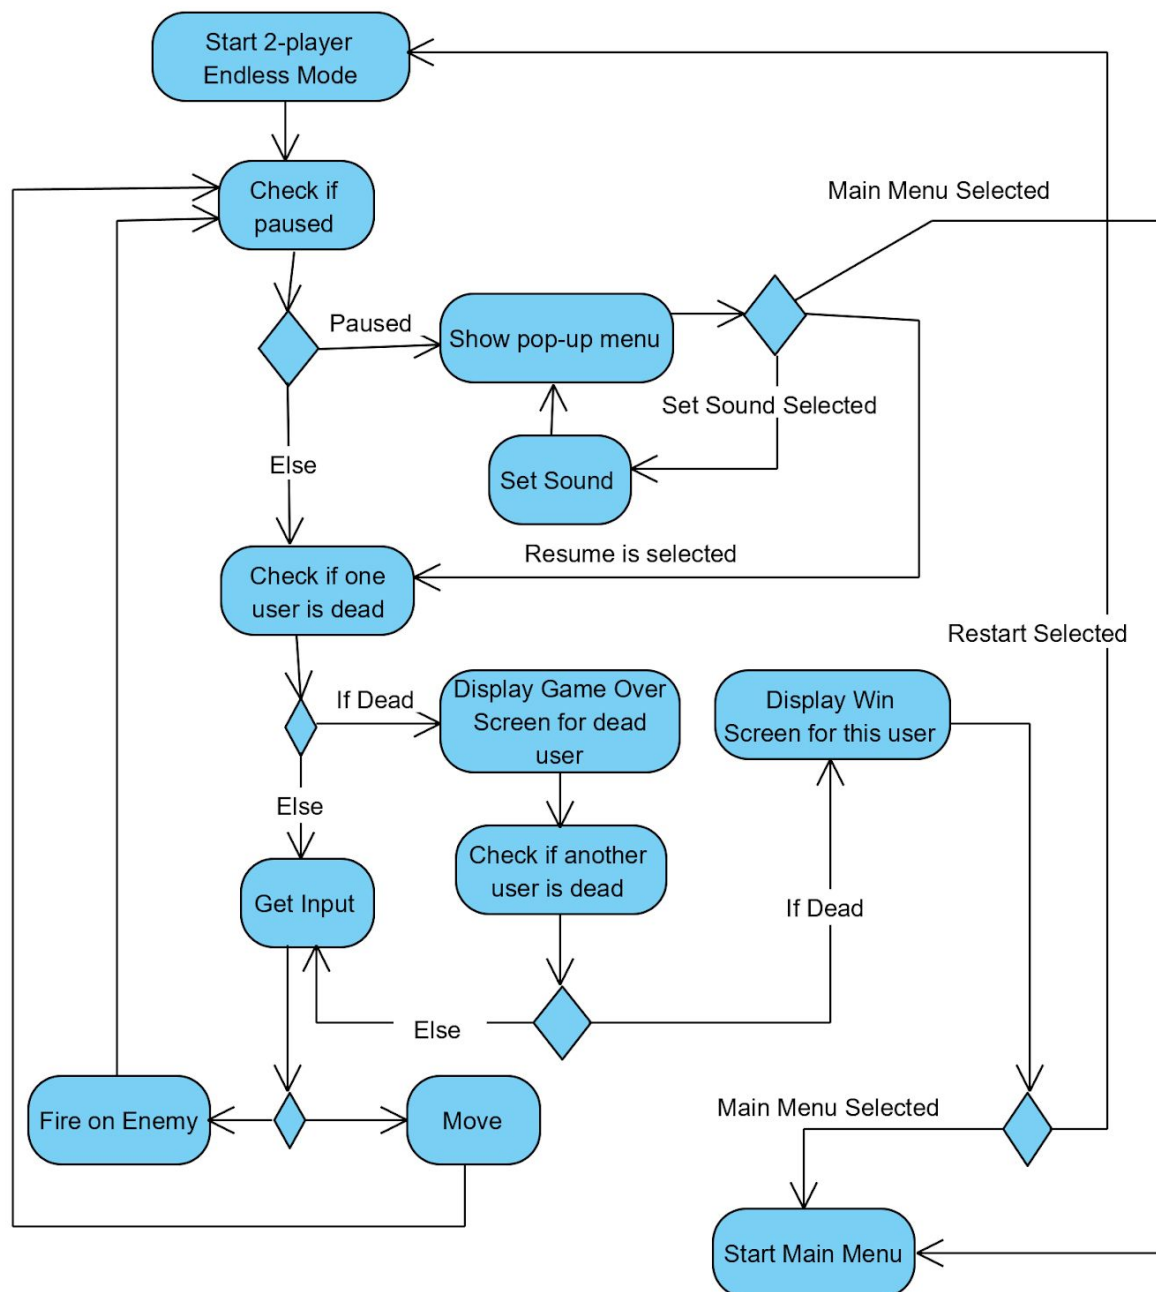 Start 2-player
Endless Mode
Check if
paused
Main Menu Selected
Paused
Show pop-up menu
Set Sound Selected
Else
Set Sound
Resume is selected
Check if one
user is dead
Restart Selected
If Dead
Display Game Over
Screen for dead
user
Display Win
Screen for this user
Else
Check if another
user is dead
Get Input
If Dead
Else
Fire on Enemy
Move
Main Menu Selected
Start Main Menu